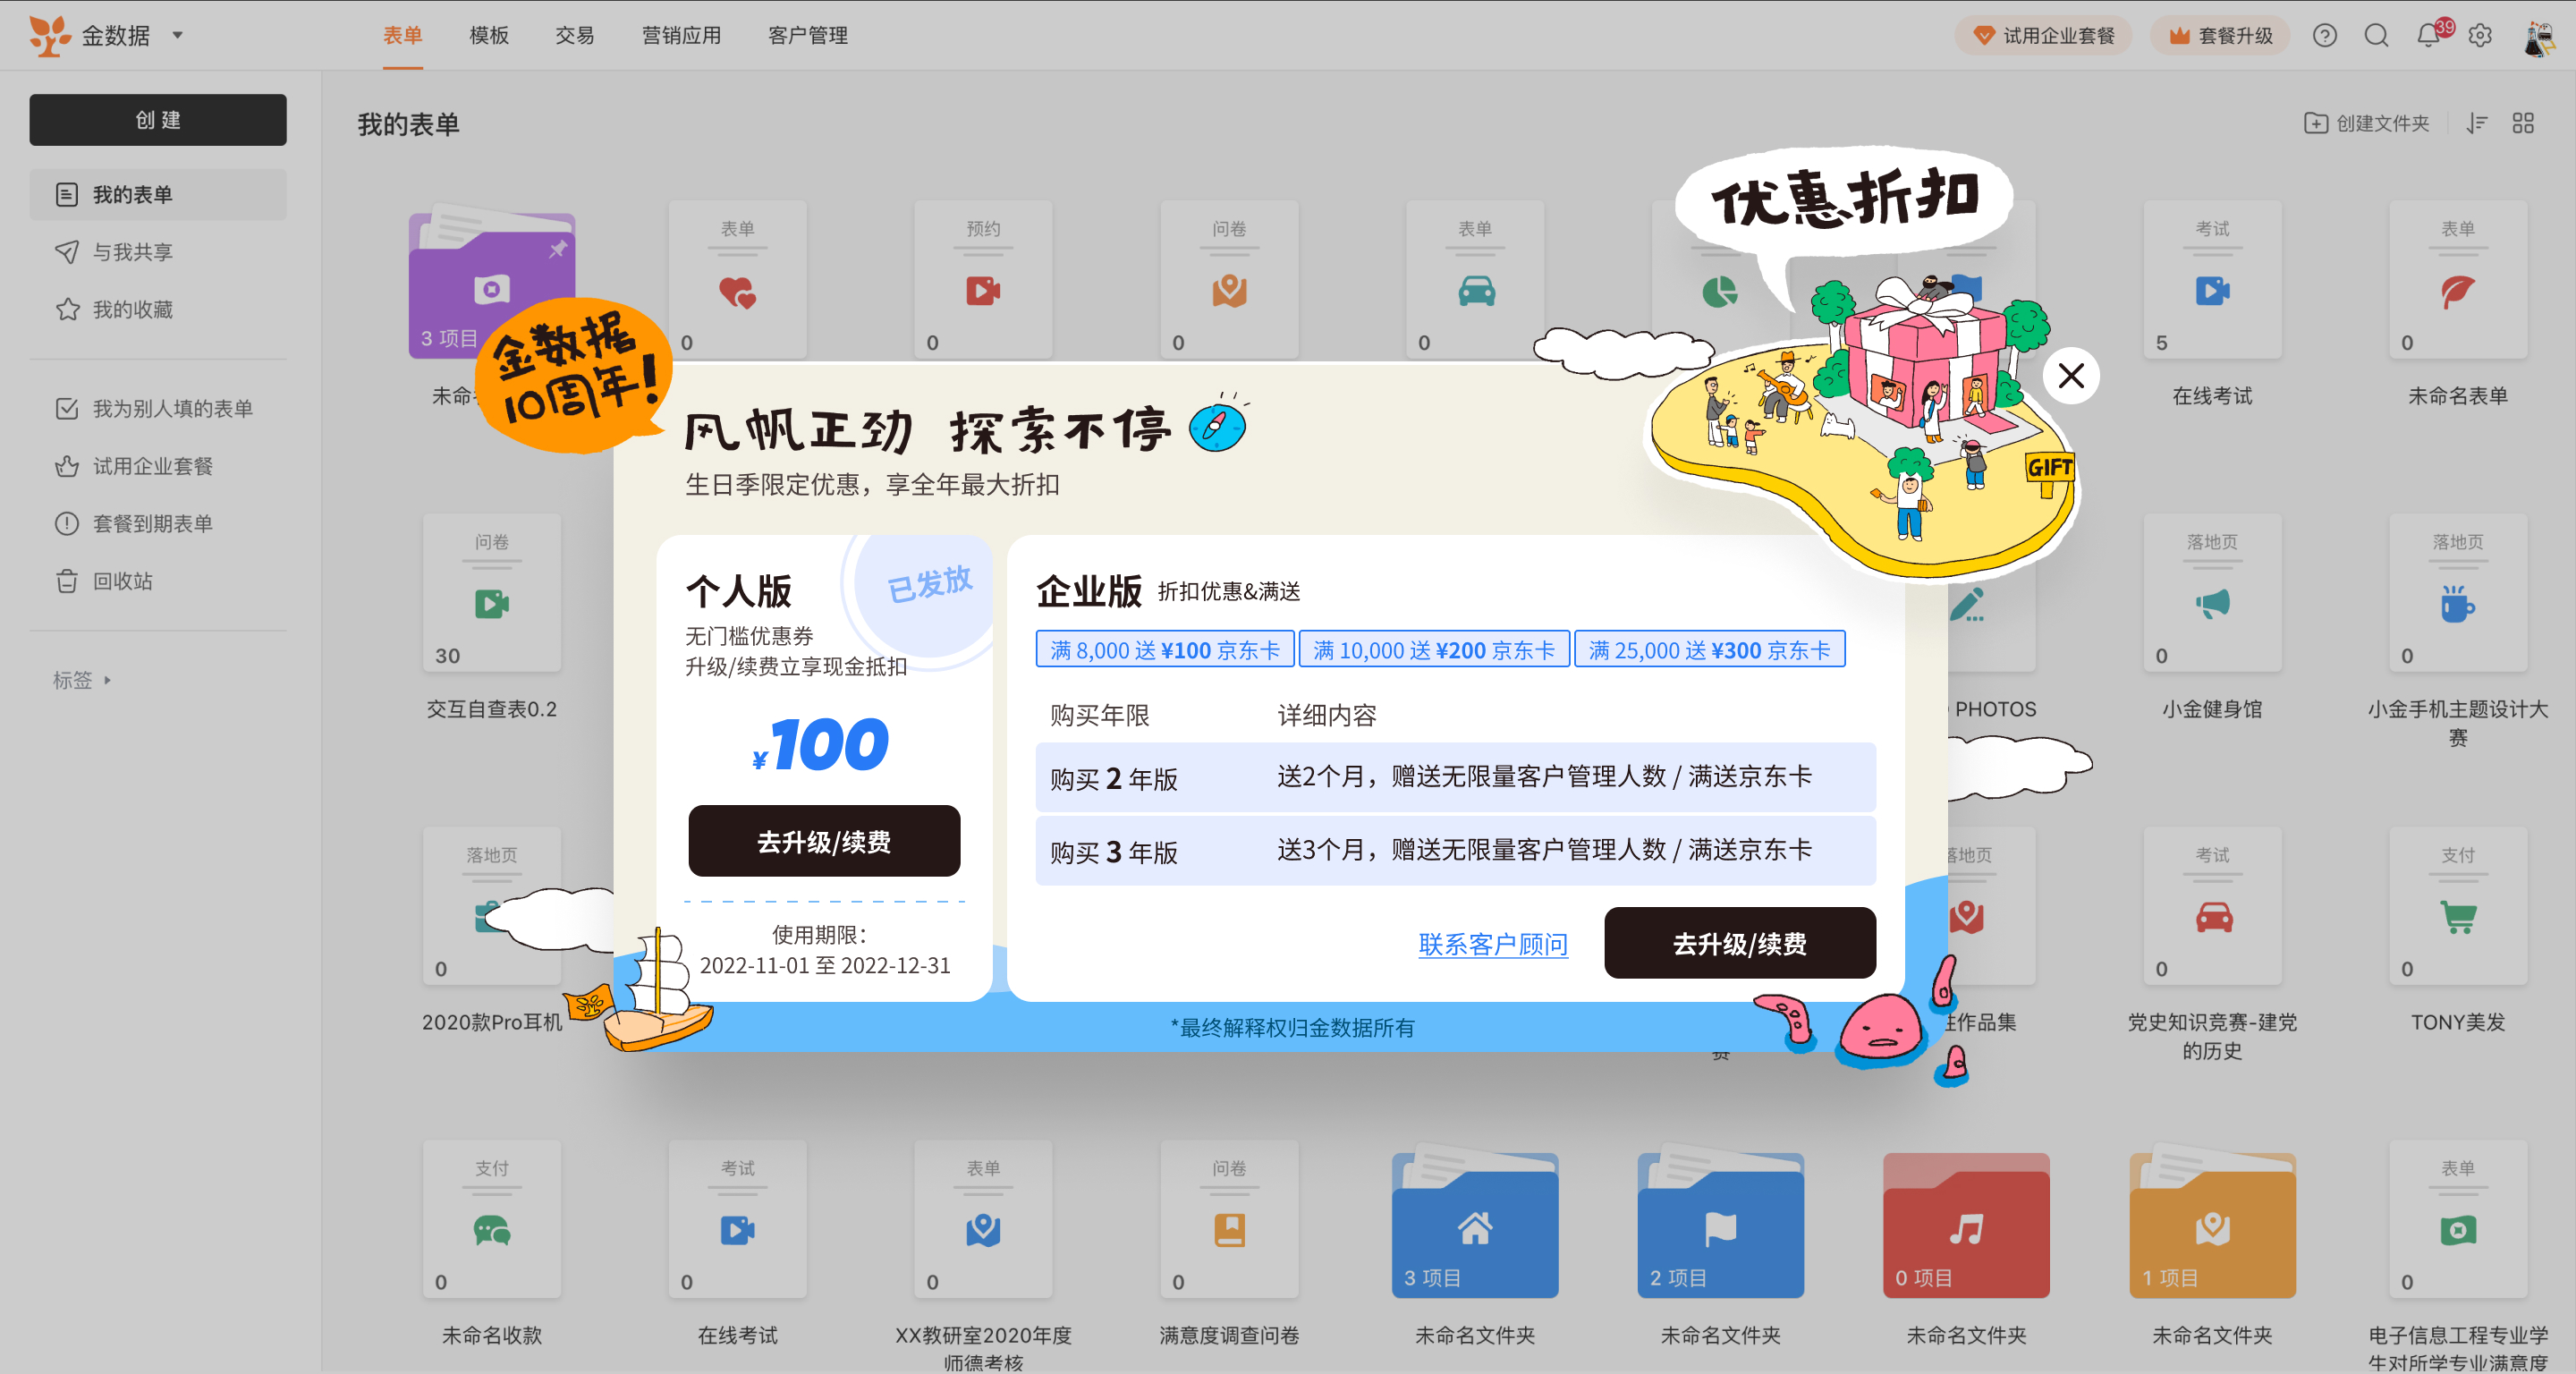 金数据
表单
模板
交易
营销应用
客户管理
试用企业套餐
套餐升级
39
创建
我的表单
与我共享
我的收藏
我为别人填的表单
试用企业套餐
套餐到期表单
回收站
标签
我的表单
创建文件夹
3 项目
表单
0
预约
0
问卷
0
表单
0
考试
5
在线考试
表单
0
未命名表单
未命
优惠折扣
金数据
10周年!
风帆正劲 探索不停
生日季限定优惠，享全年最大折扣
GIFT
个人版
已发放
无门槛优惠券
升级/续费立享现金抵扣
¥100
去升级/续费
使用期限：
2022-11-01 至 2022-12-31
企业版 折扣优惠&满送
满 8,000 送 ¥100 京东卡
满 10,000 送 ¥200 京东卡
满 25,000 送 ¥300 京东卡
购买年限 详细内容
购买 2 年版 送2个月，赠送无限量客户管理人数 / 满送京东卡
购买 3 年版 送3个月，赠送无限量客户管理人数 / 满送京东卡
联系客户顾问
去升级/续费
*最终解释权归金数据所有
问卷
30
交互自查表0.2
PHOTOS
落地页
0
小金健身馆
落地页
0
小金手机主题设计大
赛
落地页
0
2020款Pro耳机
赛
落地页
作品集
考试
0
党史知识竞赛-建党
的历史
支付
0
TONY美发
支付
0
未命名收款
考试
0
在线考试
表单
0
XX教研室2020年度
师德考核
问卷
0
满意度调查问卷
3 项目
未命名文件夹
2 项目
未命名文件夹
0 项目
未命名文件夹
1 项目
未命名文件夹
表单
0
电子信息工程专业学
生对所学专业满意度